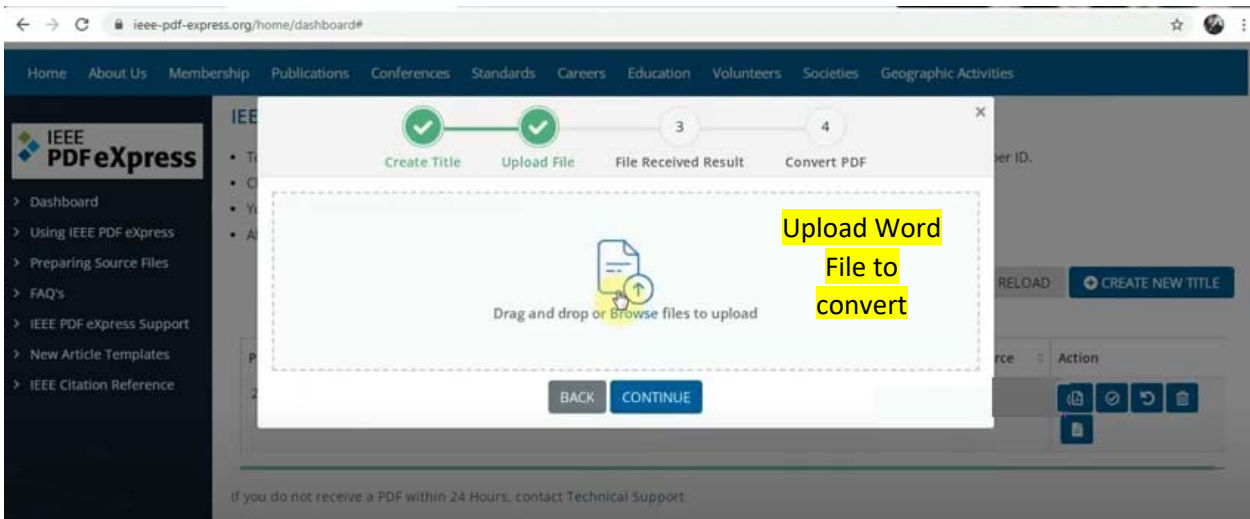 ieee-pdf-express.org/home/dashboard#
Home About Us Membership Publications Conferences Standards Careers Education Volunteers Societies Geographic Activities
IEEE
PDF eXpress
Dashboard
Using IEEE PDF eXpress
Preparing Source Files
FAQ's
IEEE PDF eXpress Support
New Article Templates
IEEE Citation Reference
IEE
3
4
×
Create Title Upload File File Received Result Convert PDF
per ID.
Upload Word
File to
convert
Drag and drop or Browse files to upload
BACK CONTINUE
RELOAD CREATE NEW TITLE
rce Action
If you do not receive a PDF within 24 Hours, contact Technical Support